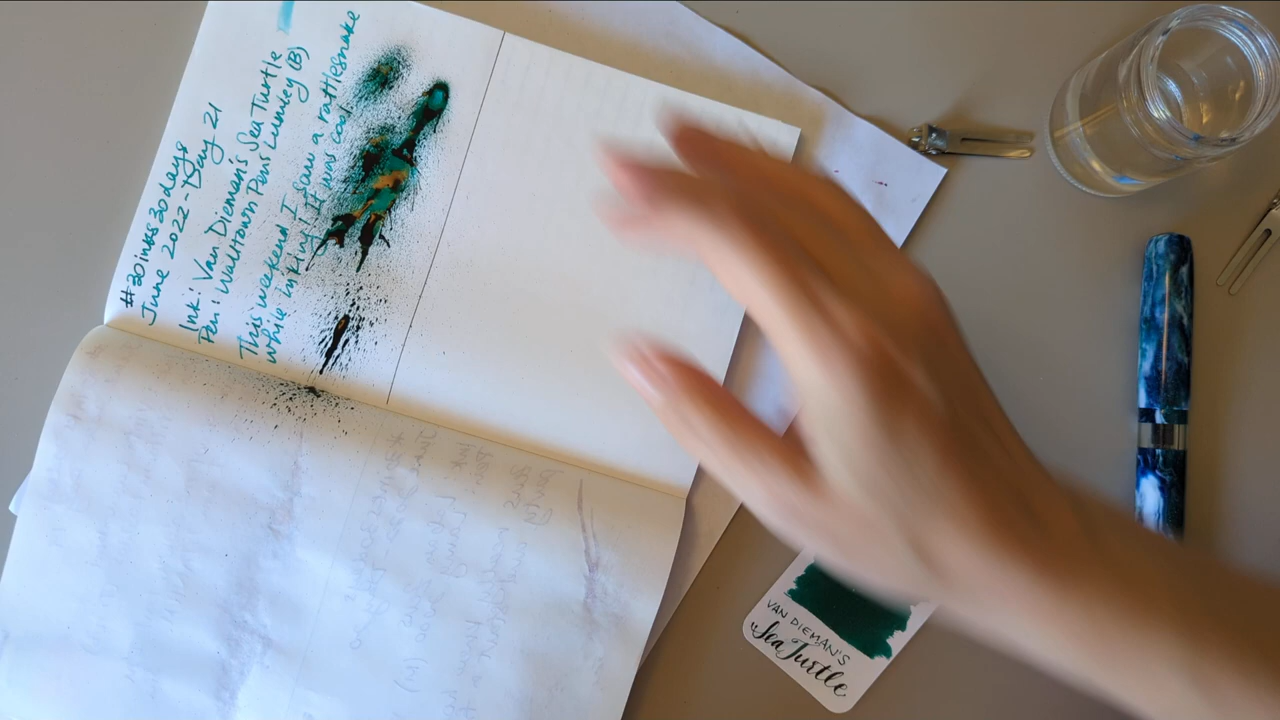 #30inks30days
June 2022 - Day 21
Ink: Van Dieman's Sea Turtle
Pen: Walltown Pens Lumley (B)
This weekend I saw a rattlesnake
while hiking! It was cool
VAN DIEMAN'S
Sea Turtle